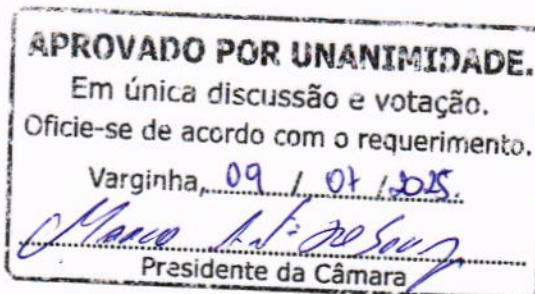 APROVADO POR UNANIMIDADE.
Em única discussão e votação.
Oficie-se de acordo com o requerimento.
Varginha, 09 / 07 / 2025.
Marco
Presidente da Câmara